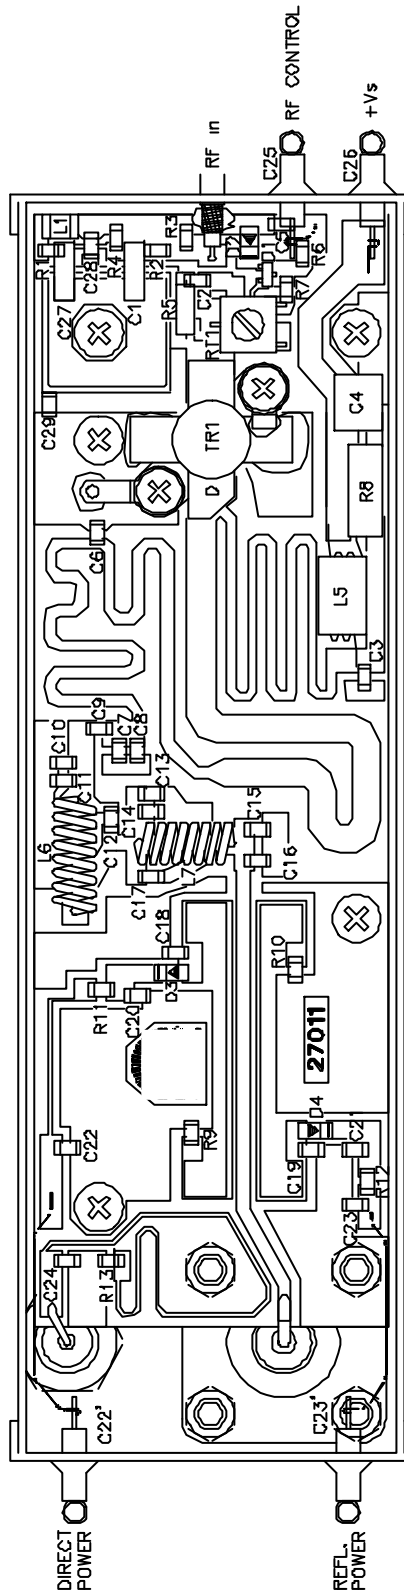 RF CONTROL
C25
+Vs
C26
RF in
L1
R3
R4
R2
C28
C27
C1
R5
C2
R6
R7
C29
TR1
D
C4
R8
L5
C3
C6
C10
C9
C7
C8
C11
L6
C12
C14
C13
C15
C16
L7
C17
C18
D3
C20
R11
R10
27011
D4
C19
C22
R9
C23
R12
C24
R13
C22'
C23'
DIRECT
POWER
REFL.
POWER